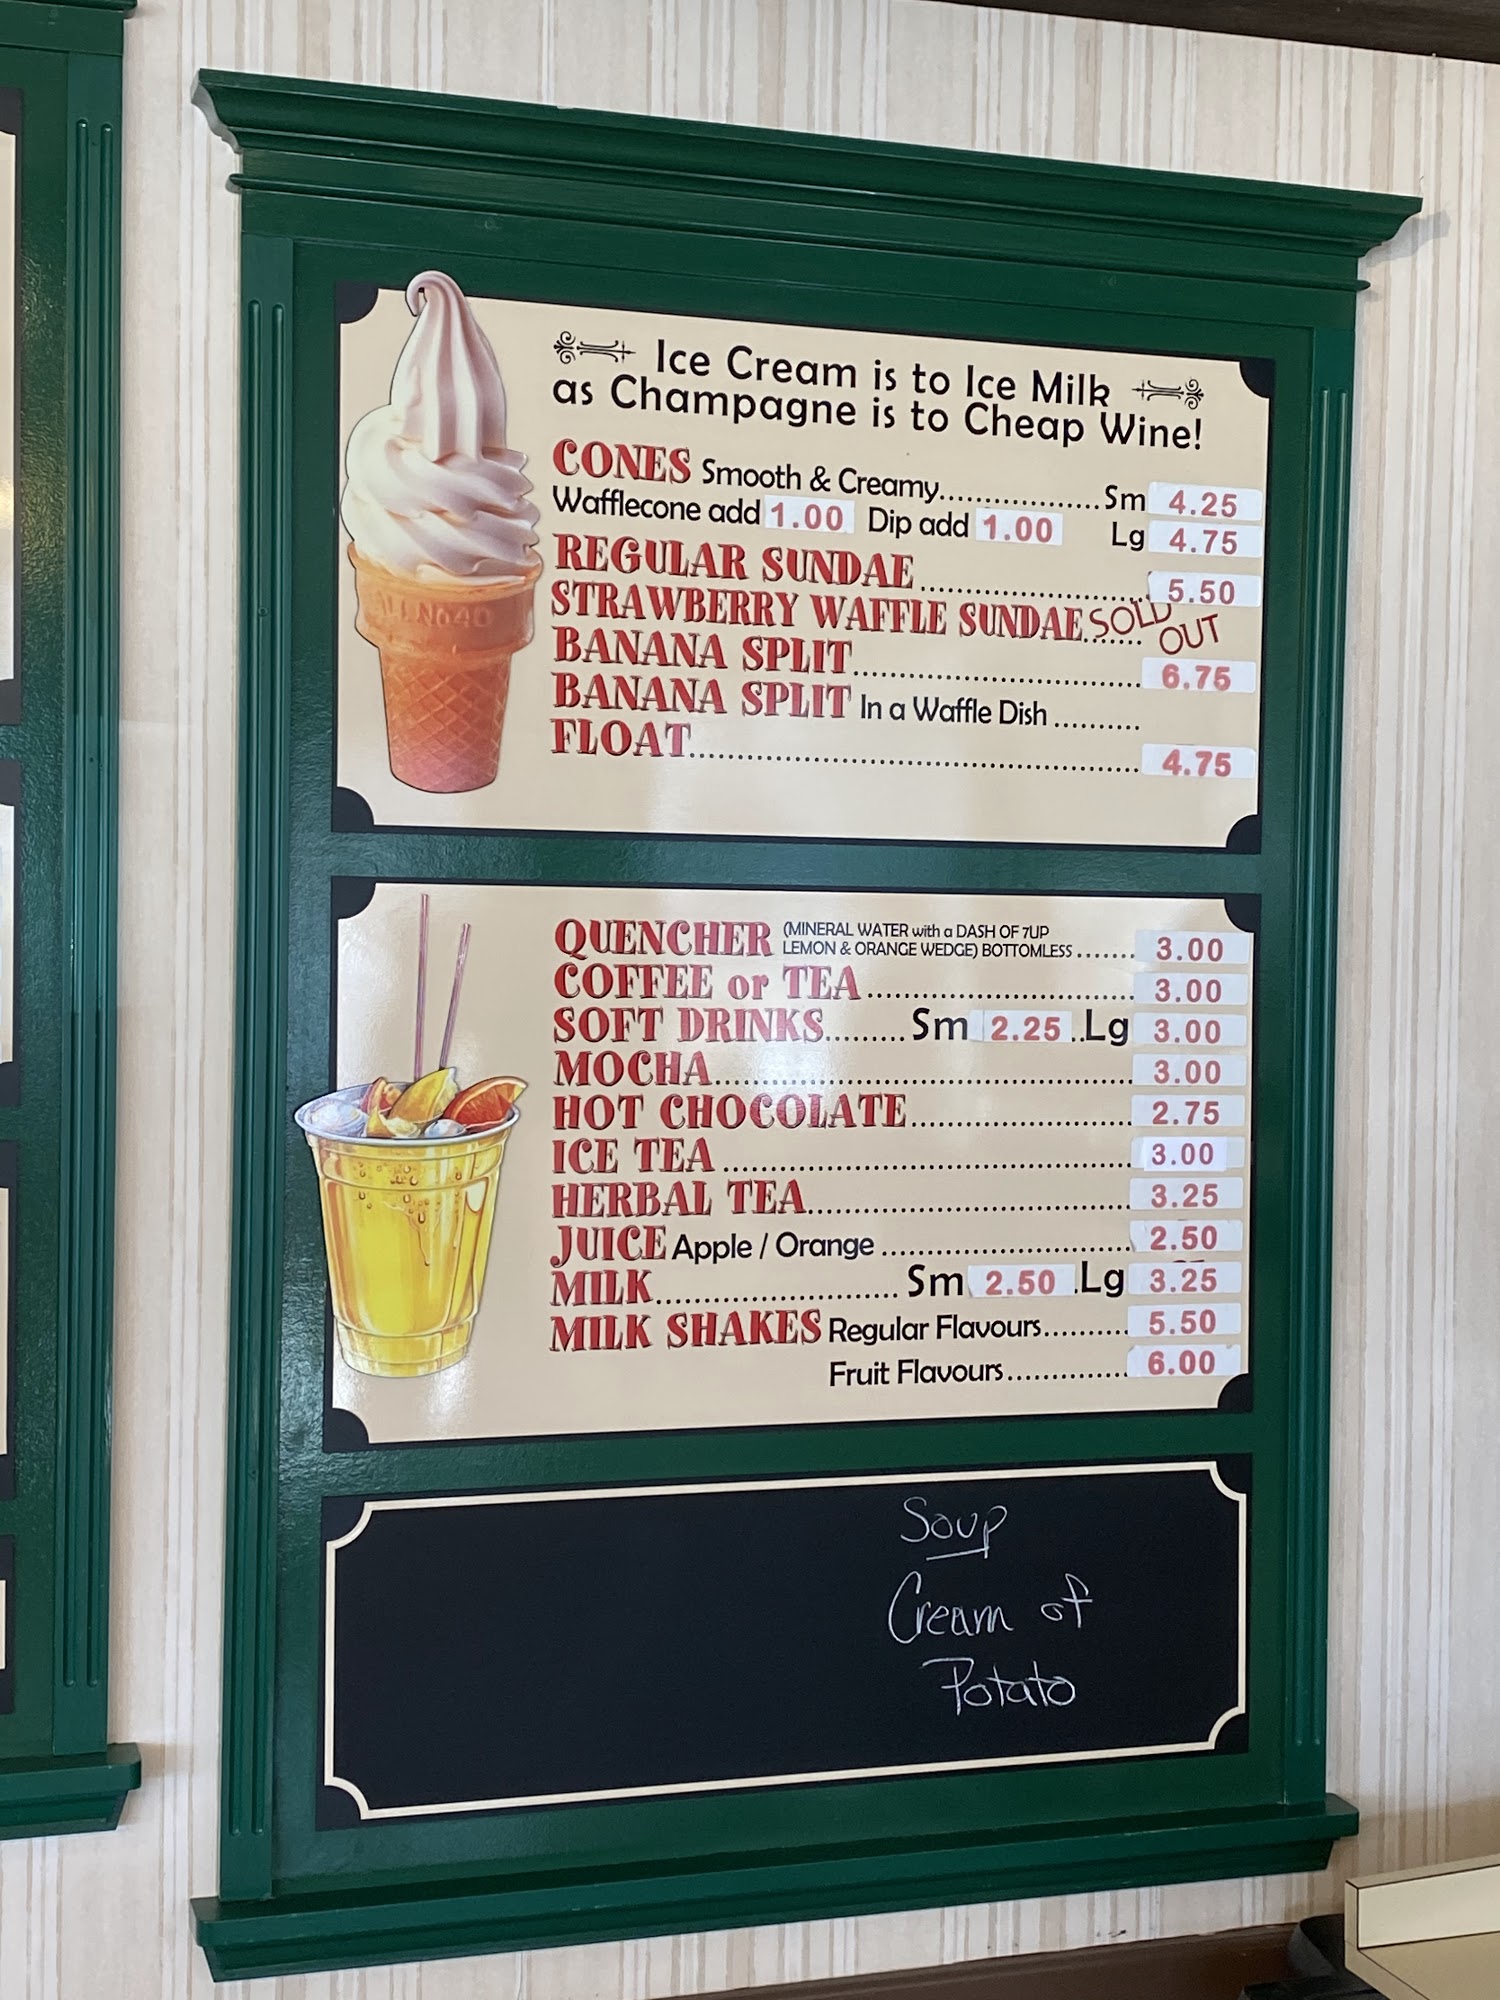 Ice Cream is to Ice Milk
as Champagne is to Cheap Wine!
CONES Smooth & Creamy.................Sm 4.25
Wafflecone add 1.00 Dip add 1.00 Lg 4.75
REGULAR SUNDAE........................ 5.50
STRAWBERRY WAFFLE SUNDAE....... SOLD OUT
BANANA SPLIT................................ 6.75
BANANA SPLIT In a Waffle Dish ..........
FLOAT.................................................. 4.75
QUENCHER (MINERAL WATER with a DASH OF 7UP
LEMON & ORANGE WEDGE) BOTTOMLESS ....... 3.00
COFFEE or TEA .............................. 3.00
SOFT DRINKS.........Sm 2.25 ..Lg 3.00
MOCHA............................................... 3.00
HOT CHOCOLATE......................... 2.75
ICE TEA .............................................. 3.00
HERBAL TEA.................................... 3.25
JUICE Apple / Orange ............................ 2.50
MILK...........................Sm 2.50 .Lg 3.25
MILK SHAKES Regular Flavours.......... 5.50
Fruit Flavours.............. 6.00
Soup
Cream of
Potato